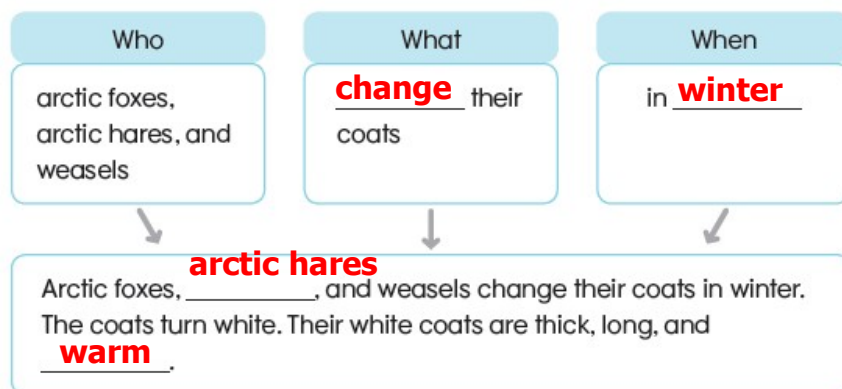 Who
What
When
arctic foxes,
arctic hares, and
weasels
change their
coats
in winter
Arctic foxes, arctic hares, and weasels change their coats in winter.
The coats turn white. Their white coats are thick, long, and
warm.